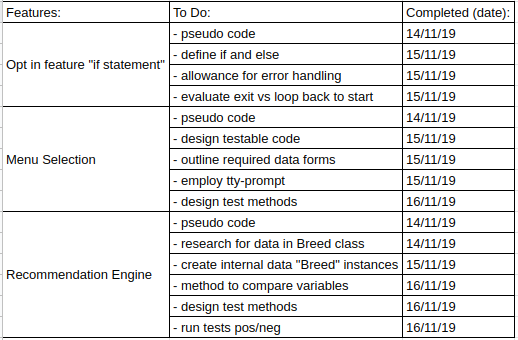 Features: To Do: Completed (date):
Opt in feature "if statement" - pseudo code 14/11/19
- define if and else 15/11/19
- allowance for error handling 15/11/19
- evaluate exit vs loop back to start 15/11/19
Menu Selection - pseudo code 14/11/19
- design testable code 15/11/19
- outline required data forms 15/11/19
- employ tty-prompt 15/11/19
- design test methods 16/11/19
Recommendation Engine - pseudo code 14/11/19
- research for data in Breed class 14/11/19
- create internal data "Breed" instances 15/11/19
- method to compare variables 16/11/19
- design test methods 16/11/19
- run tests pos/neg 16/11/19